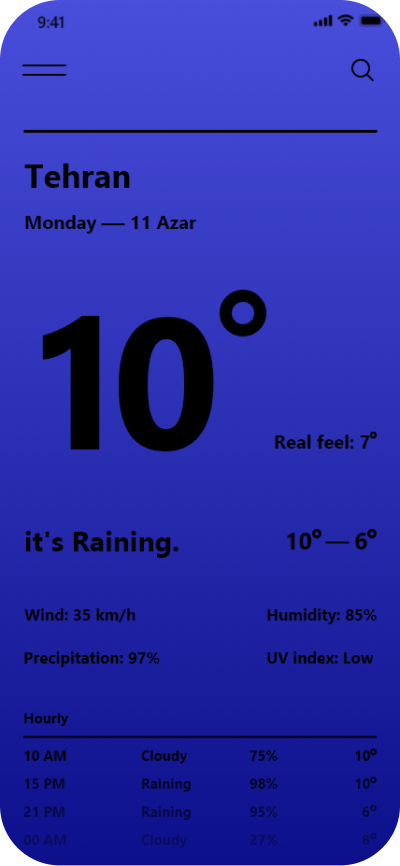 9:41
Tehran
Monday — 11 Azar
10°
Real feel: 7°
it's Raining.
10° — 6°
Wind: 35 km/h
Humidity: 85%
Precipitation: 97%
UV index: Low
Hourly
10 AM Cloudy 75% 10°
15 PM Raining 98% 10°
21 PM Raining 95% 6°
00 AM Cloudy 27% 8°